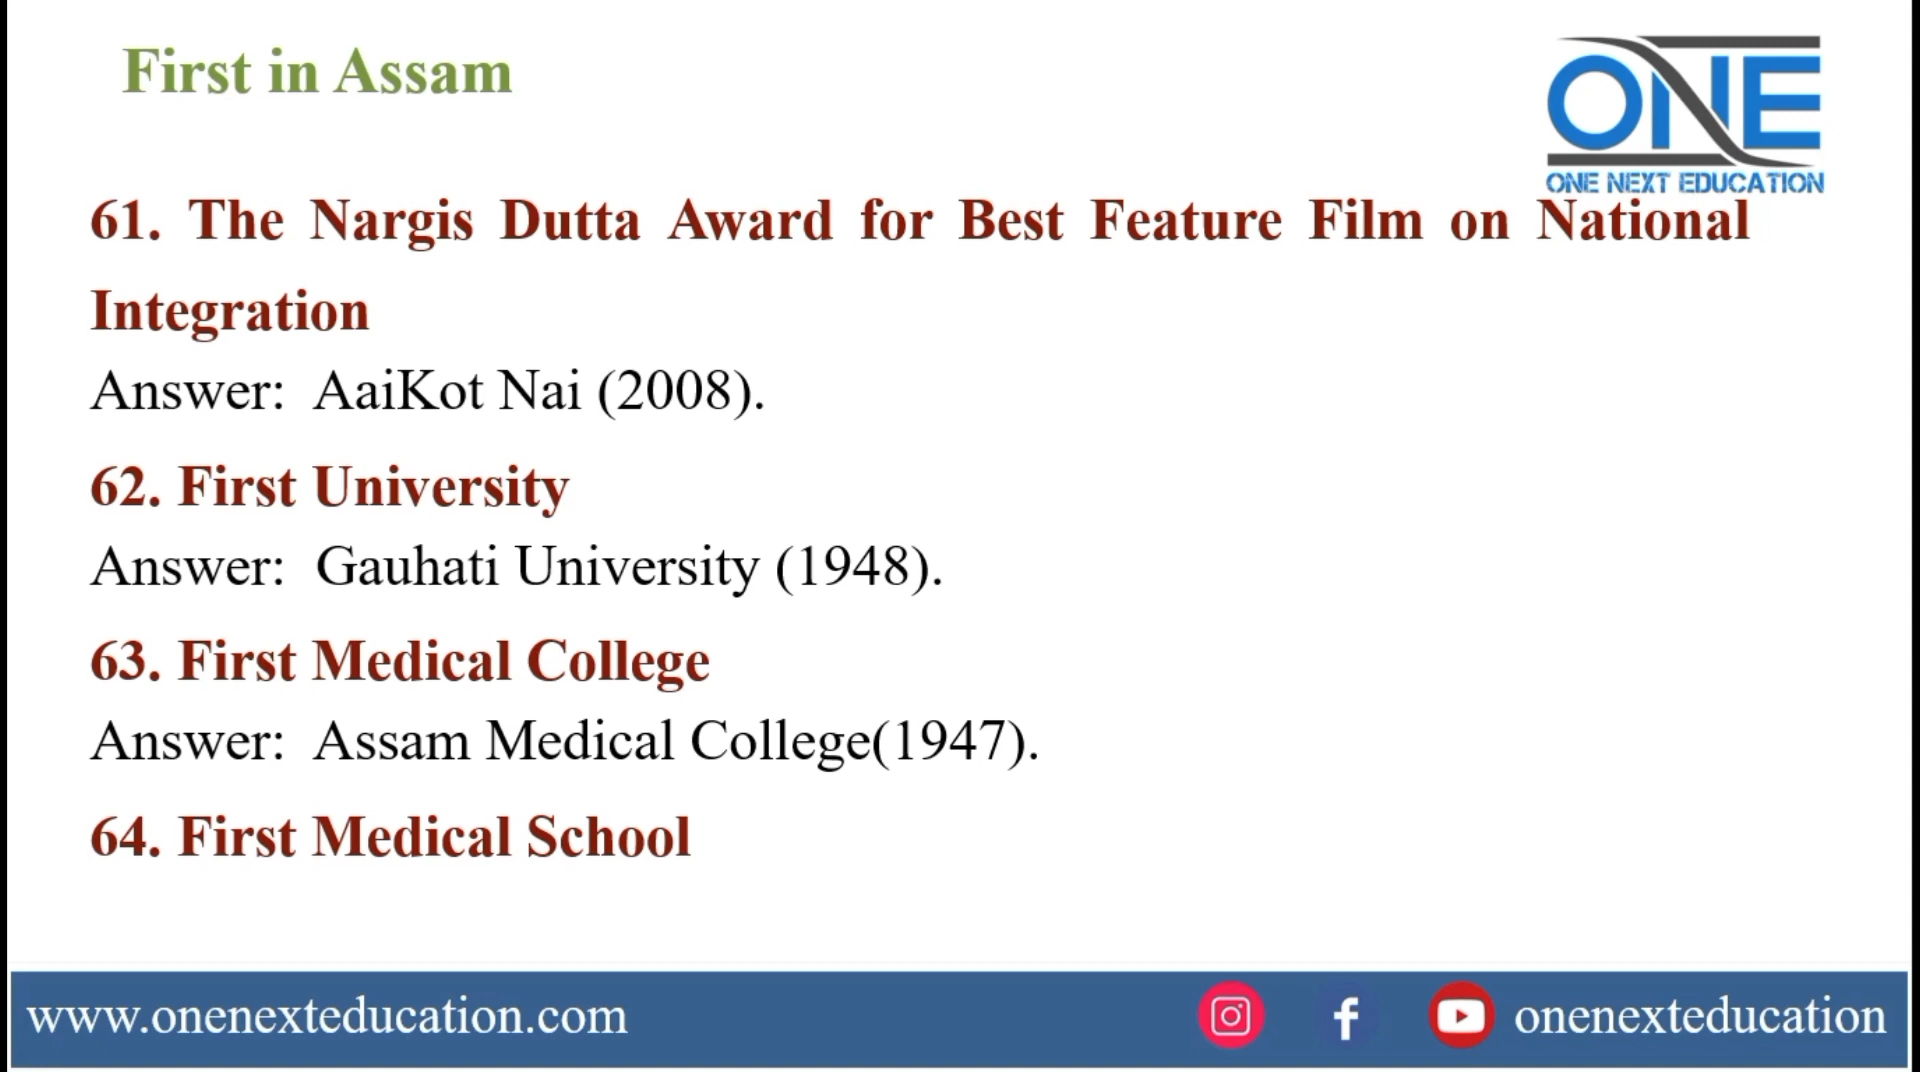 First in Assam
ONE
ONE NEXT EDUCATION
61. The Nargis Dutta Award for Best Feature Film on National
Integration
Answer: AaiKot Nai (2008).
62. First University
Answer: Gauhati University (1948).
63. First Medical College
Answer: Assam Medical College(1947).
64. First Medical School
www.onenexteducation.com
onenexteducation